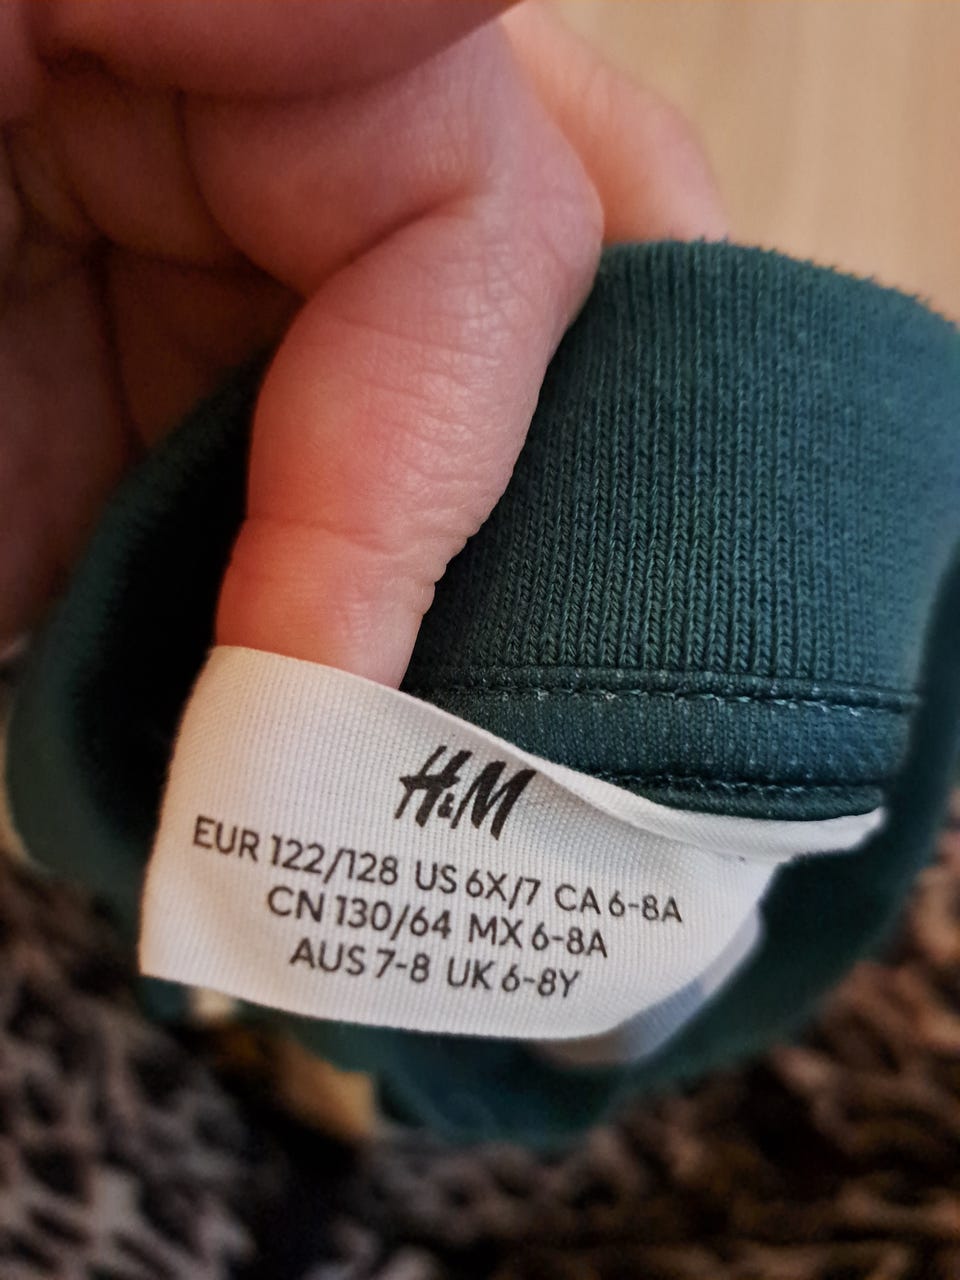 H&M
EUR 122/128 US 6X/7 CA 6-8A
CN 130/64 MX 6-8A
AUS 7-8 UK 6-8Y